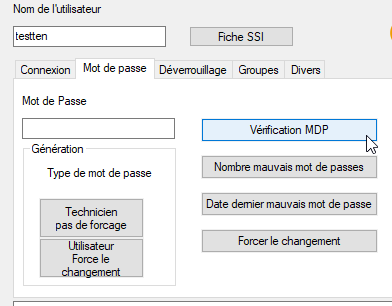 Nom de l'utilisateur
testten
Fiche SSI
Connexion
Mot de passe
Déverrouillage
Groupes
Divers
Mot de Passe
Vérification MDP
Génération
Type de mot de passe
Nombre mauvais mot de passes
Technicien
pas de forcage
Date dernier mauvais mot de passe
Utilisateur
Force le
changement
Forcer le changement